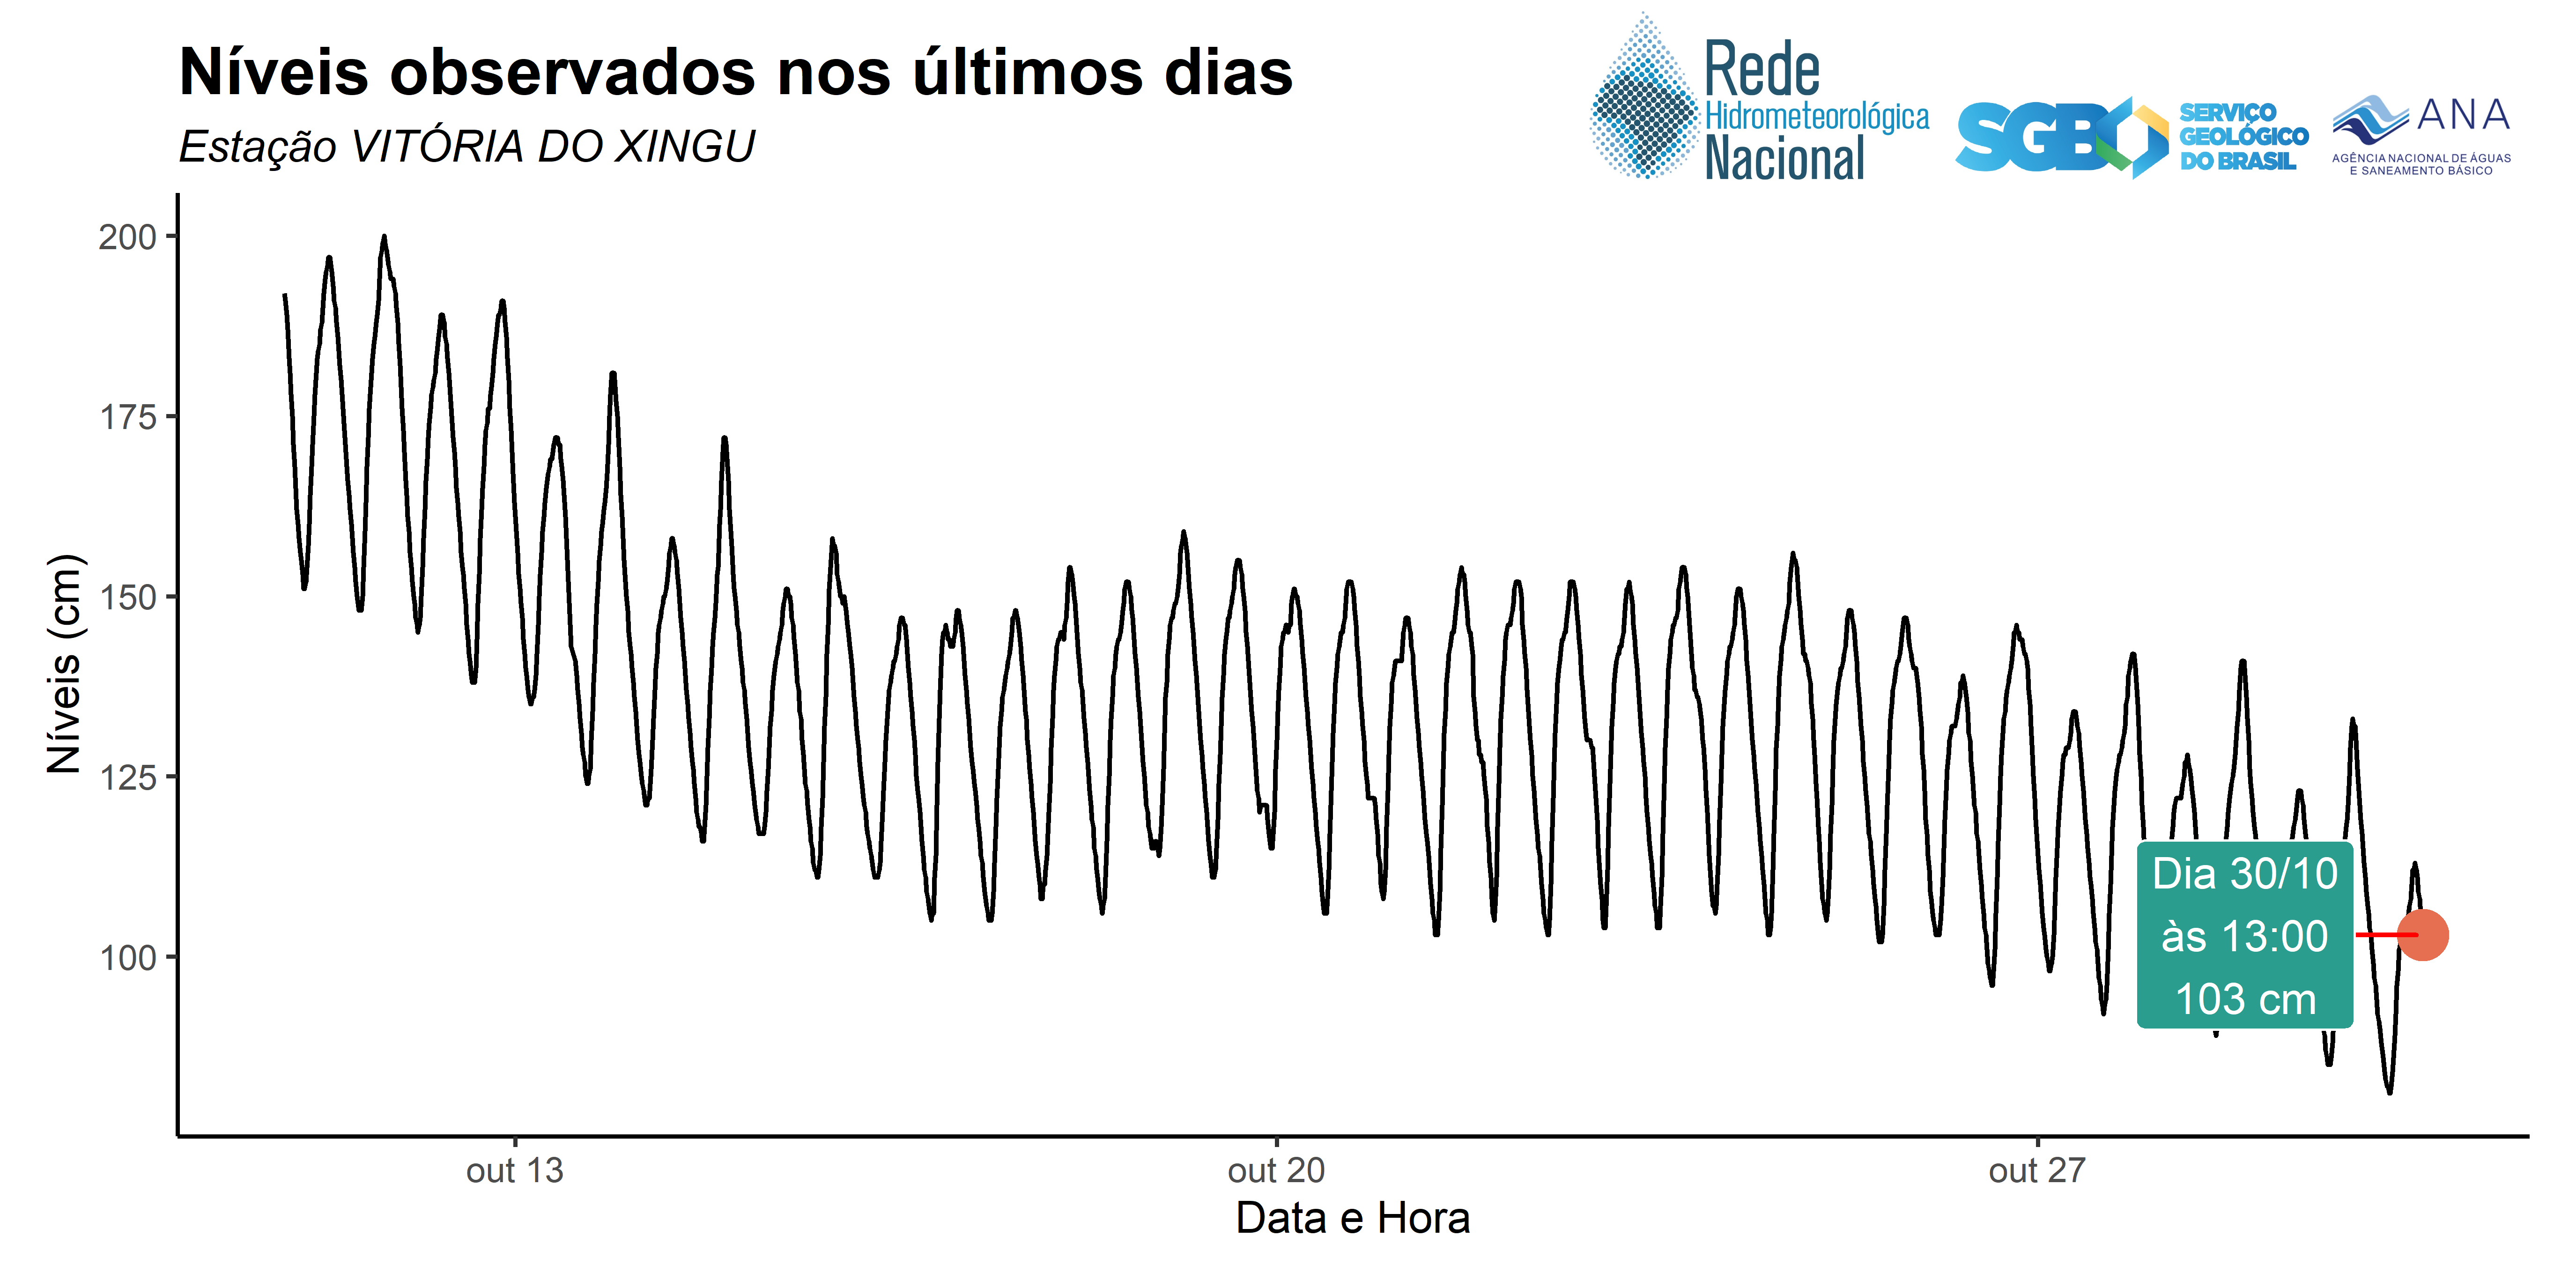 Níveis observados nos últimos dias
Estação VITÓRIA DO XINGU
Rede
Hidrometeorológica
Nacional
SGB
SERVIÇO
GEOLÓGICO
DO BRASIL
ANA
AGÊNCIA NACIONAL DE ÁGUAS
E SANEAMENTO BÁSICO
Níveis (cm)
200
175
150
125
100
Dia 30/10
às 13:00
103 cm
out 13
out 20
out 27
Data e Hora